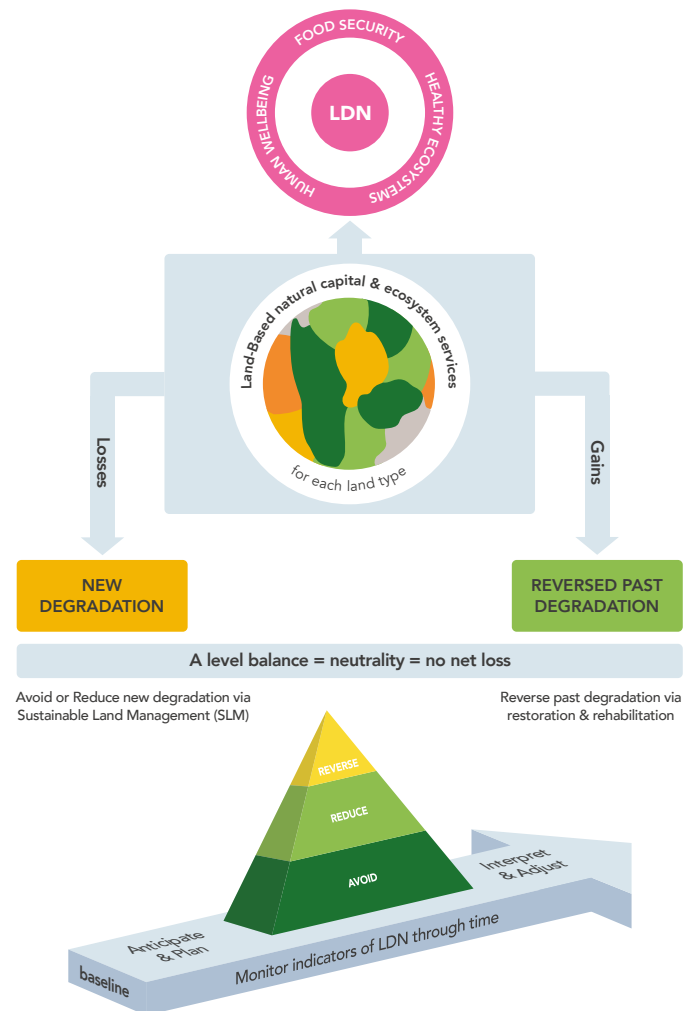 FOOD SECURITY
HUMAN WELLBEING
HEALTHY ECOSYSTEMS
LDN
Land-Based natural capital & ecosystem services
for each land type
Losses
Gains
NEW
DEGRADATION
REVERSED PAST
DEGRADATION
A level balance = neutrality = no net loss
Avoid or Reduce new degradation via
Sustainable Land Management (SLM)
Reverse past degradation via
restoration & rehabilitation
REVERSE
REDUCE
AVOID
Anticipate
& Plan
Interpret
& Adjust
baseline
Monitor indicators of LDN through time